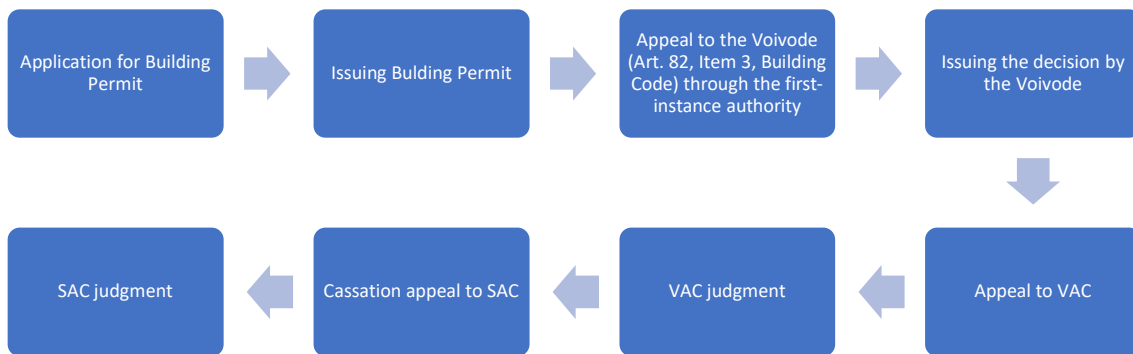 Application for Building
Permit
Issuing Bulding Permit
Appeal to the Voivode
(Art. 82, Item 3, Building
Code) through the first-
instance authority
Issuing the decision by
the Voivode
Appeal to VAC
VAC judgment
Cassation appeal to SAC
SAC judgment